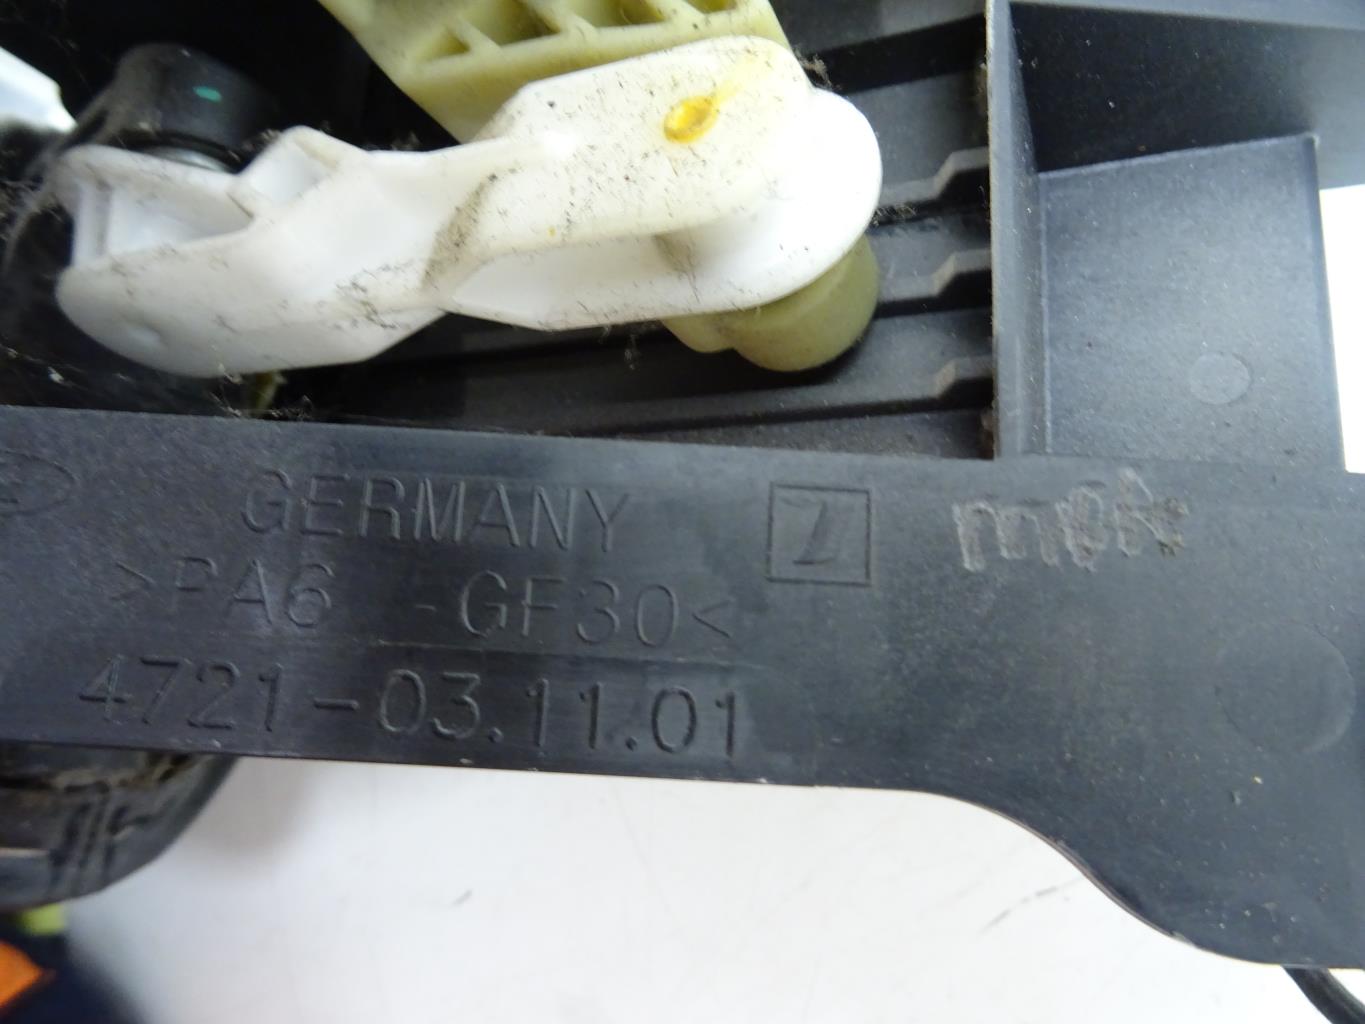 GERMANY
>PA6 -GF30<
4721-03.11.01